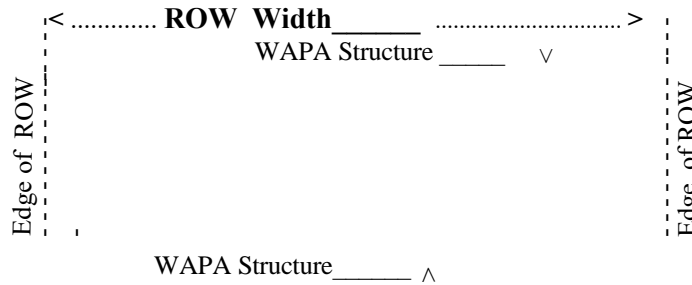 < ............. ROW Width______ ............................. >
WAPA Structure _____ ∨
Edge of ROW
Edge of ROW
WAPA Structure______ ∧